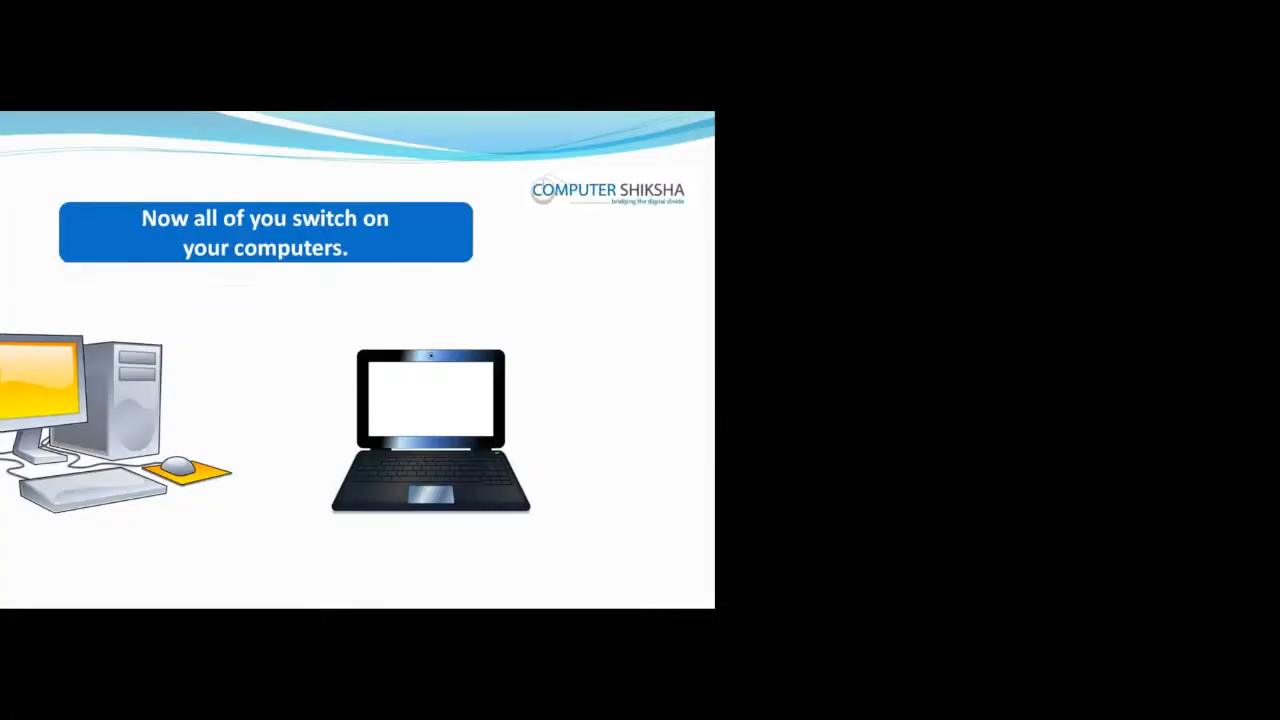 COMPUTER SHIKSHA
bridging the digital divide
Now all of you switch on
your computers.